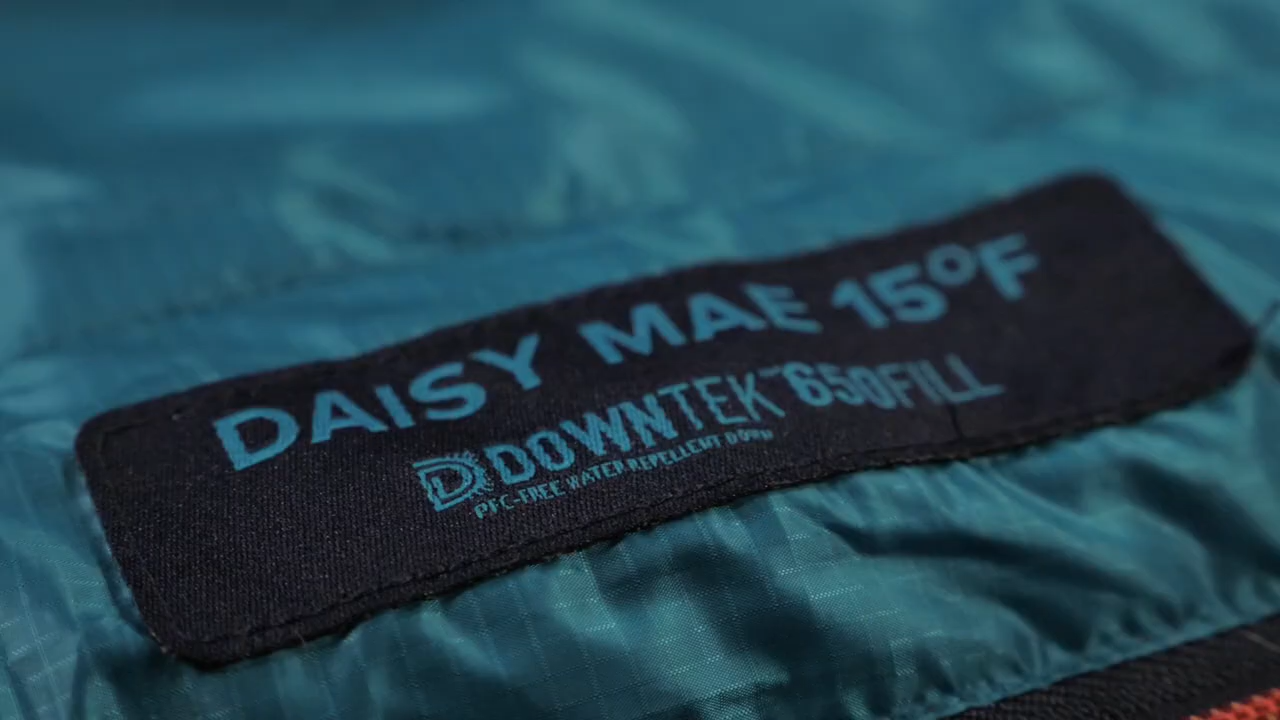 DAISY MAE 15°F
DOWNTEK™ 650FILL
PFC-FREE WATER REPELLENT DOWN